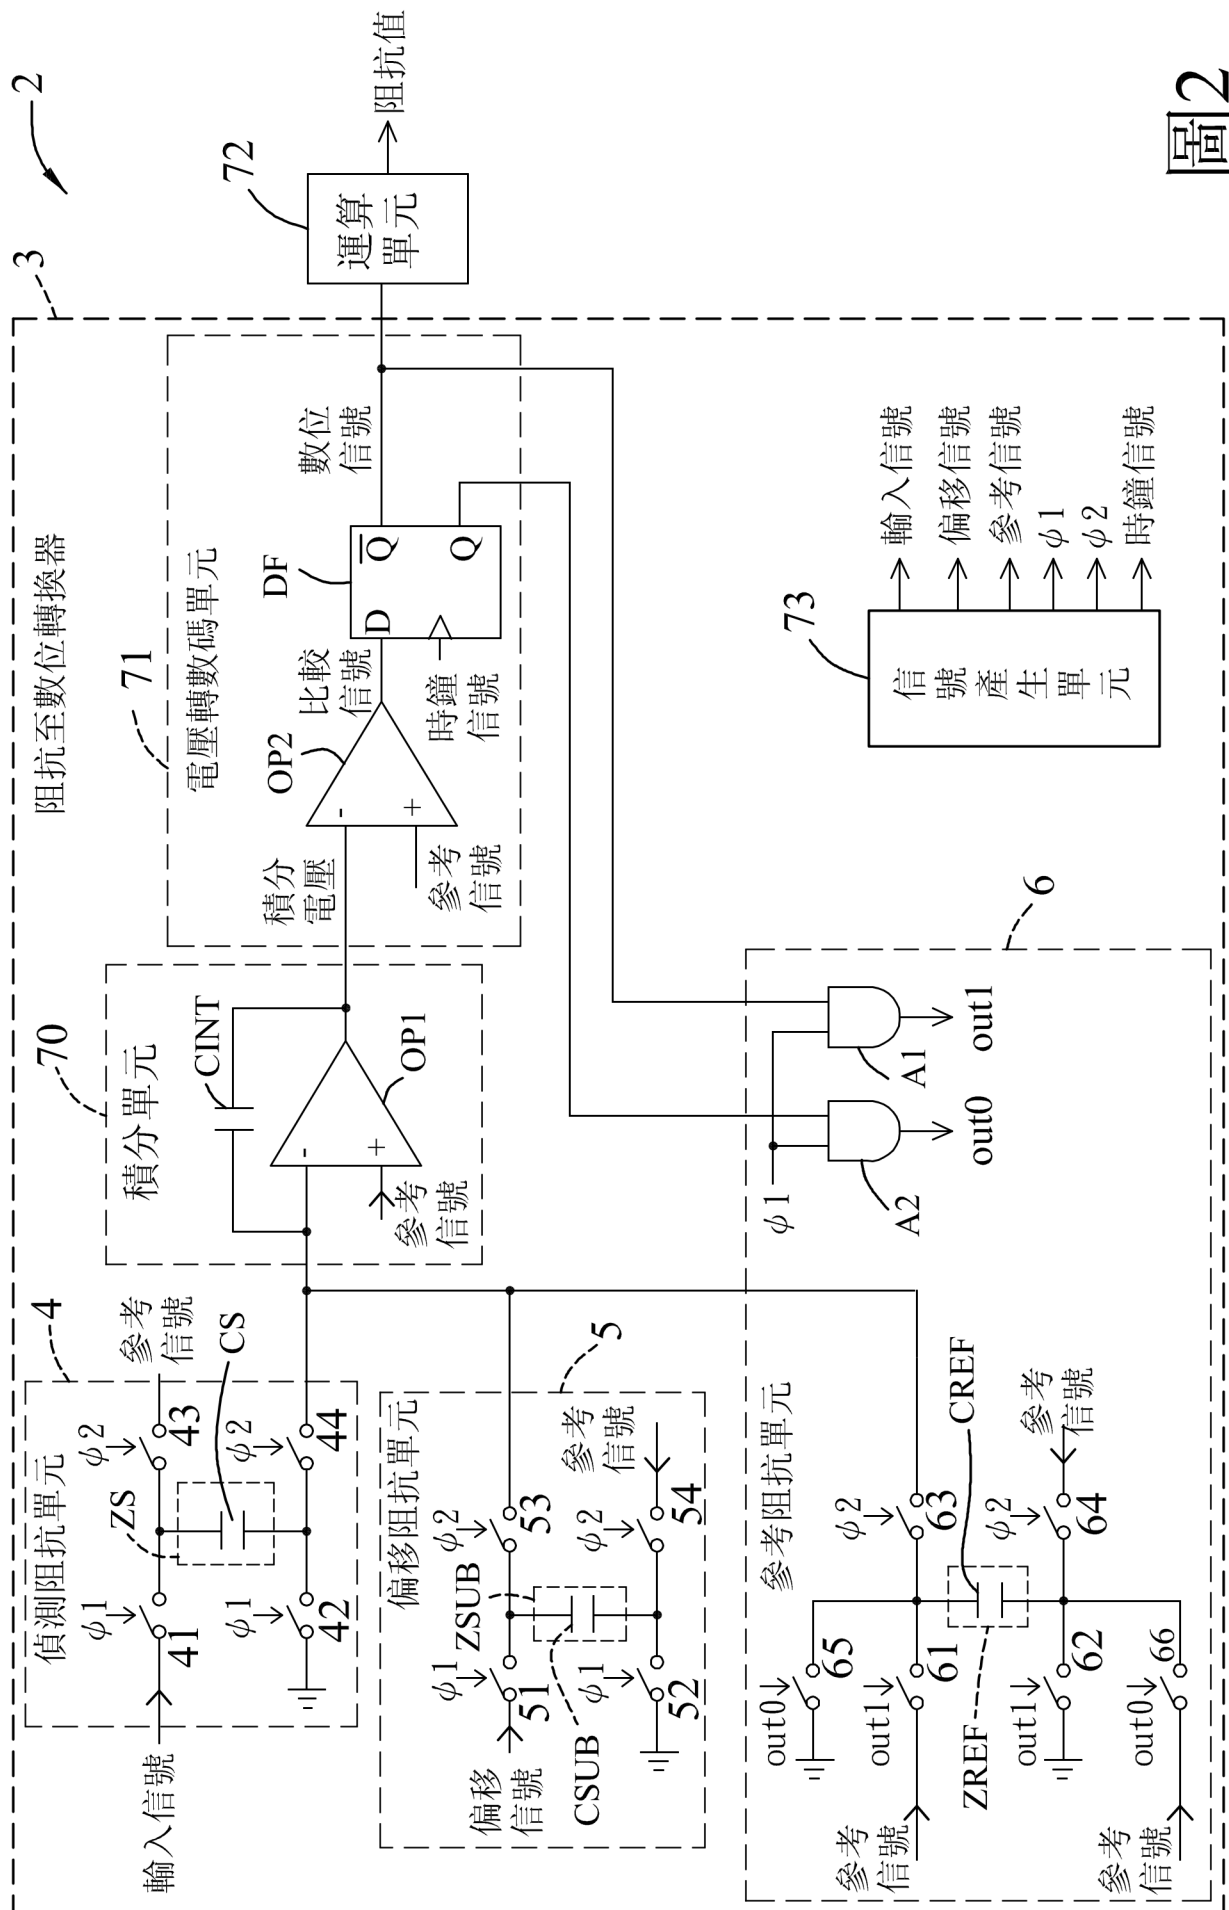 2
3
阻抗至數位轉換器
偵測阻抗單元
4
輸入信號
41
φ1
ZS
φ2
43
參考
信號
CS
φ1
42
φ2
44
積分單元
70
CINT
OP1
-
+
參考
信號
積分
電壓
電壓轉數碼單元
71
OP2
-
+
參考
信號
比較
信號
DF
D
Q
Q
時鐘
信號
數位
信號
運算
單元
72
阻抗值
偏移阻抗單元
5
偏移
信號
51
φ1
ZSUB
φ2
53
CSUB
φ1
52
φ2
54
參考
信號
參考阻抗單元
6
out0
65
參考
信號
out1
61
φ2
63
CREF
ZREF
out1
62
φ2
64
參考
信號
參考
信號
out0
66
φ1
A2
out0
A1
out1
信號產生單元
73
輸入信號
偏移信號
參考信號
φ1
φ2
時鐘信號
圖2